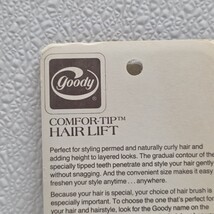 Goody
COMFOR-TIP™
HAIR LIFT
Perfect for styling permed and naturally curly hair and
adding height to layered looks. The gradual contour of the
specially tipped teeth penetrate and style your hair gently
without snagging. And the convenient size makes it easy
freshen your style anytime . . . anywhere.
Because your hair is special, your choice of hair brush is
especially important. To choose the one that's perfect for
your hair and hairstyle, look for the Goody name on the